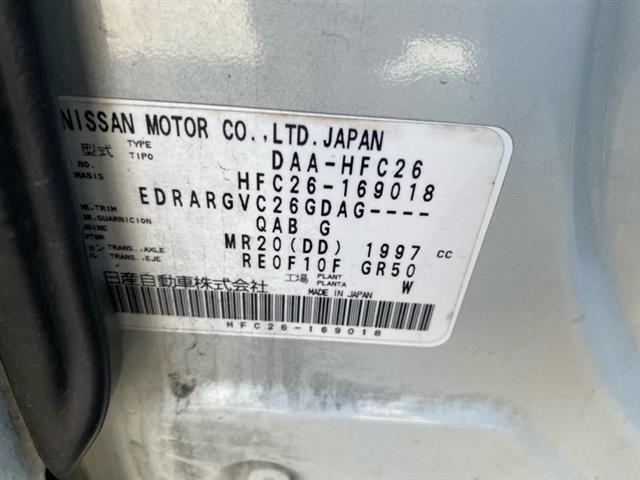 NISSAN MOTOR CO.,LTD.JAPAN
型式 TYPE TIPO DAA-HFC26
NO. HFC26-169018
EDRARGVC26GDAG----
TRIM GUARNICION QAB G
MR20(DD) 1997 CC
TRANS. AXLE TRANS. EJE RE0F10F GR50
日産自動車株式会社 工場 PLANT PLANTA W
MADE IN JAPAN
HFC26-169018